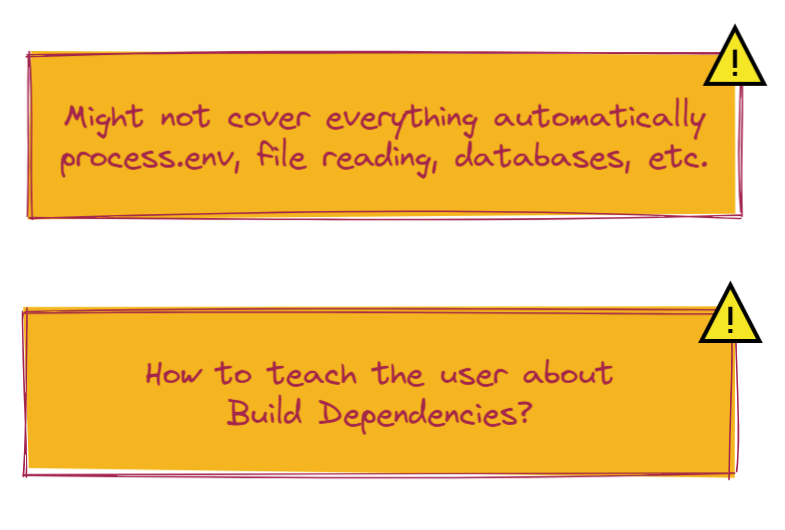 Might not cover everything automatically
process.env, file reading, databases, etc.
How to teach the user about
Build Dependencies?